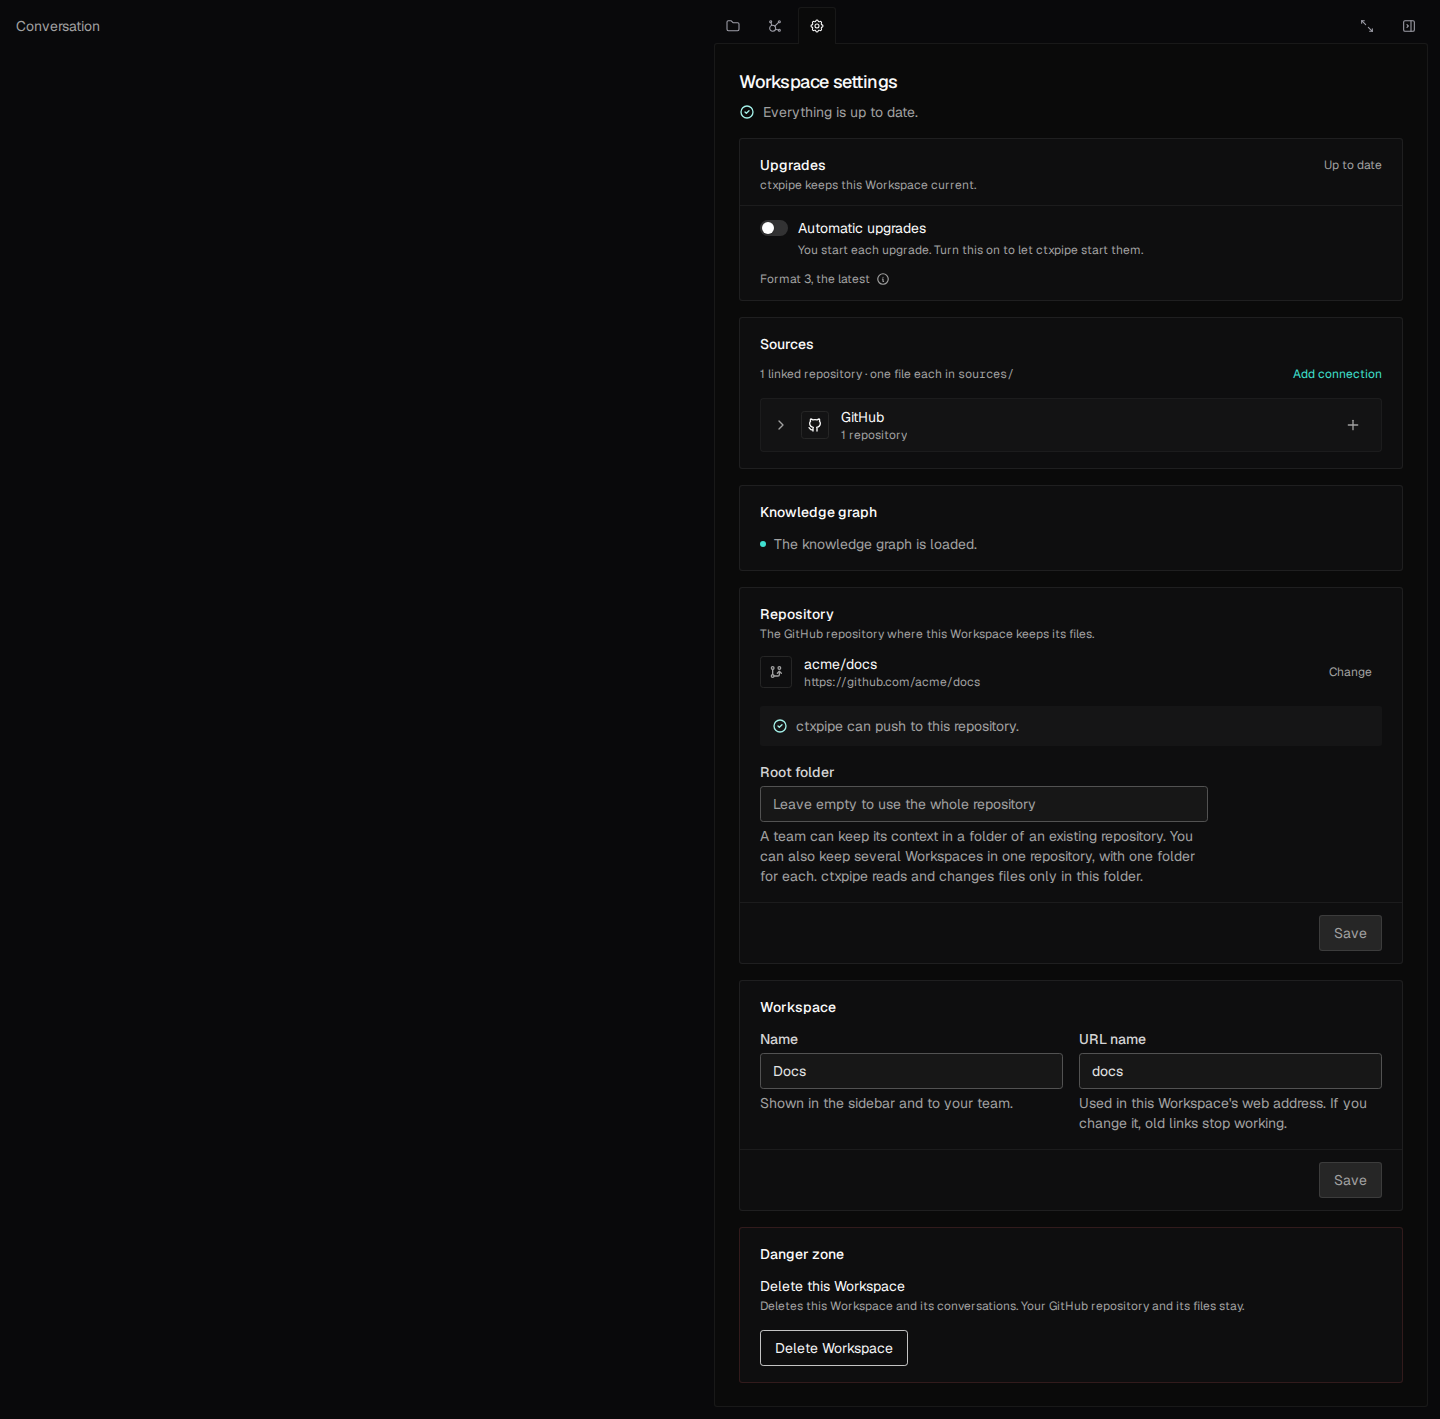 Conversation
Workspace settings
Everything is up to date.
Upgrades
Up to date
ctxpipe keeps this Workspace current.
Automatic upgrades
You start each upgrade. Turn this on to let ctxpipe start them.
Format 3, the latest
Sources
1 linked repository · one file each in sources/
Add connection
GitHub
1 repository
Knowledge graph
The knowledge graph is loaded.
Repository
The GitHub repository where this Workspace keeps its files.
acme/docs
https://github.com/acme/docs
Change
ctxpipe can push to this repository.
Root folder
Leave empty to use the whole repository
A team can keep its context in a folder of an existing repository. You
can also keep several Workspaces in one repository, with one folder
for each. ctxpipe reads and changes files only in this folder.
Save
Workspace
Name
URL name
Docs
docs
Shown in the sidebar and to your team.
Used in this Workspace's web address. If you
change it, old links stop working.
Save
Danger zone
Delete this Workspace
Deletes this Workspace and its conversations. Your GitHub repository and its files stay.
Delete Workspace